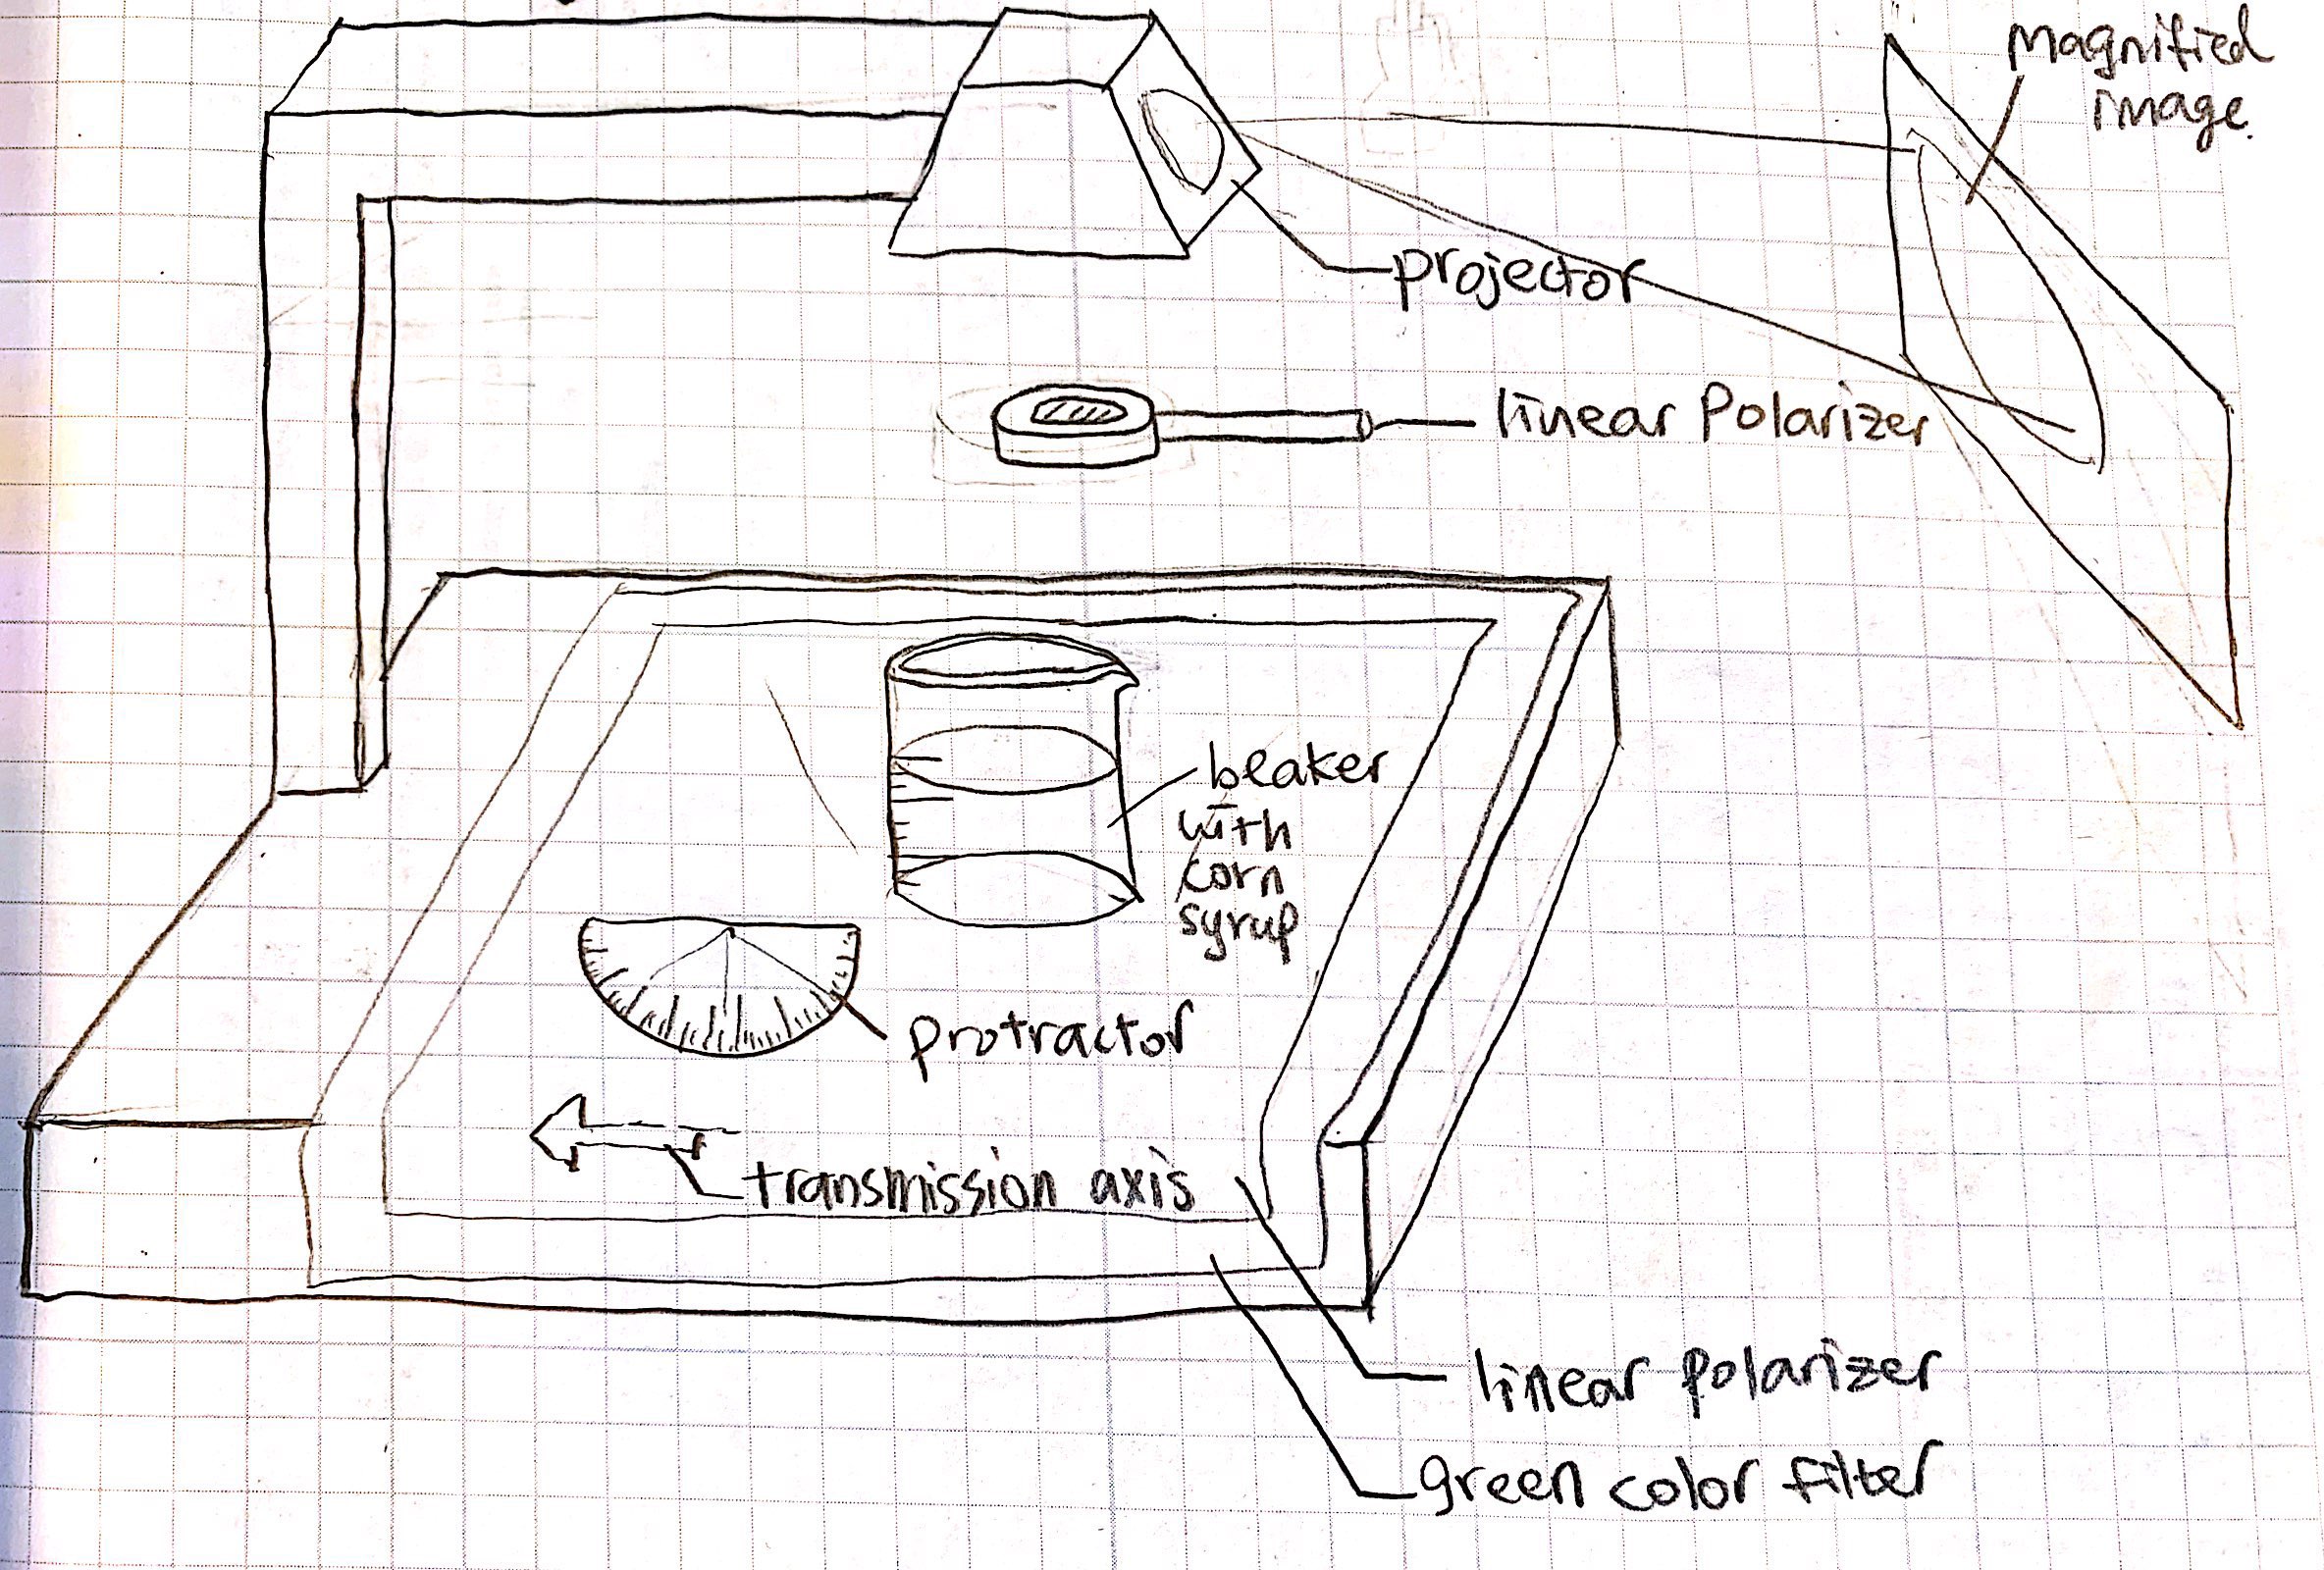 magnified
image.
projector
linear Polarizer
beaker
with
corn
syrup
protractor
transmission axis
linear polarizer
green color filter